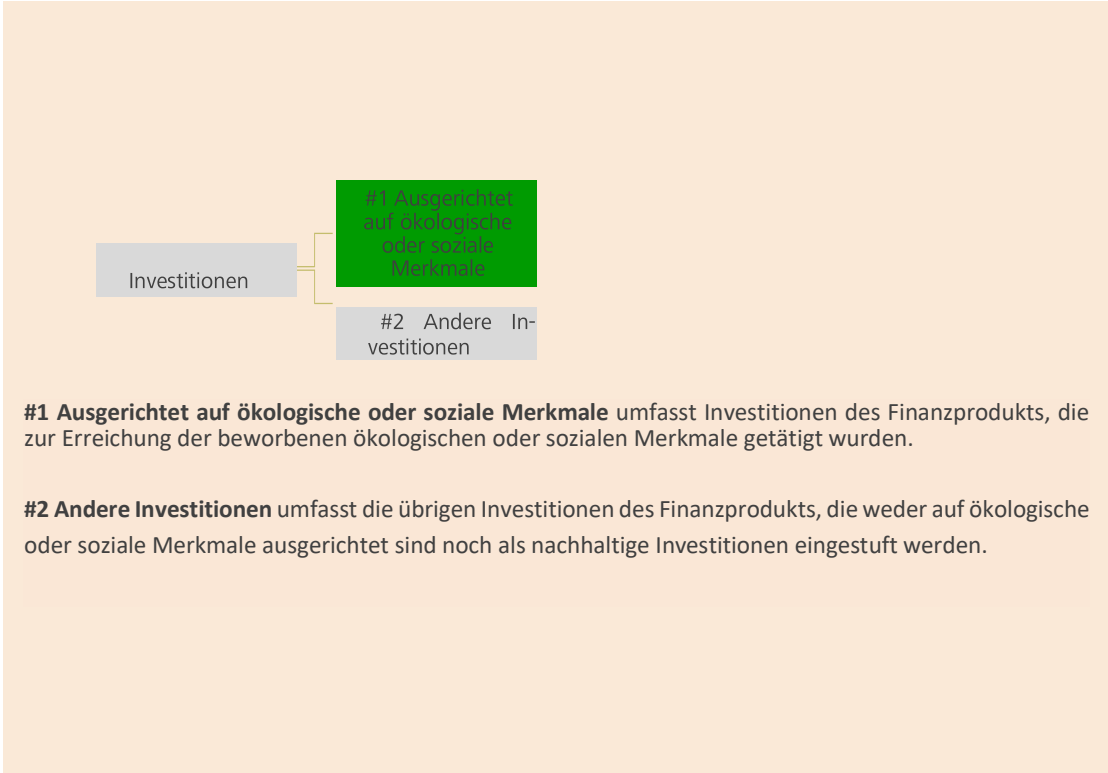 #1 Ausgerichtet
auf ökologische
oder soziale
Merkmale
Investitionen
#2 Andere In-
vestitionen
#1 Ausgerichtet auf ökologische oder soziale Merkmale umfasst Investitionen des Finanzprodukts, die
zur Erreichung der beworbenen ökologischen oder sozialen Merkmale getätigt wurden.
#2 Andere Investitionen umfasst die übrigen Investitionen des Finanzprodukts, die weder auf ökologische
oder soziale Merkmale ausgerichtet sind noch als nachhaltige Investitionen eingestuft werden.